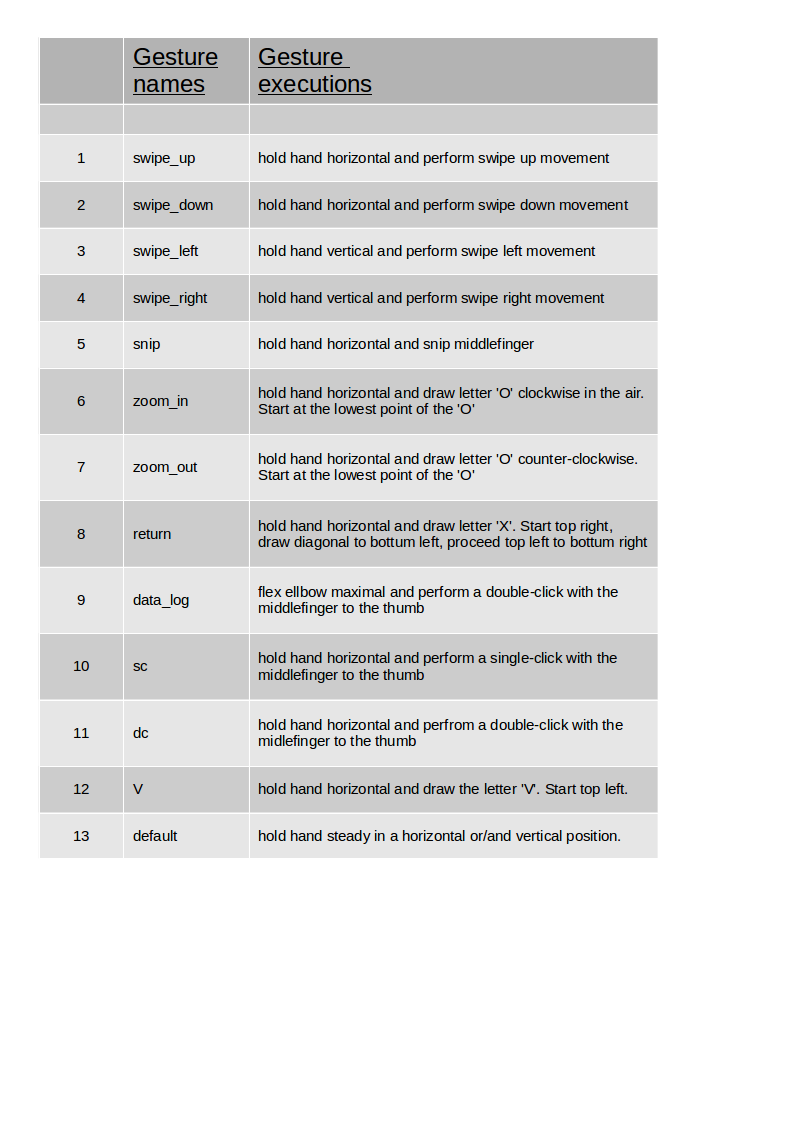 Gesture names Gesture executions
1 swipe_up hold hand horizontal and perform swipe up movement
2 swipe_down hold hand horizontal and perform swipe down movement
3 swipe_left hold hand vertical and perform swipe left movement
4 swipe_right hold hand vertical and perform swipe right movement
5 snip hold hand horizontal and snip middlefinger
6 zoom_in hold hand horizontal and draw letter 'O' clockwise in the air.
Start at the lowest point of the 'O'
7 zoom_out hold hand horizontal and draw letter 'O' counter-clockwise.
Start at the lowest point of the 'O'
8 return hold hand horizontal and draw letter 'X'. Start top right,
draw diagonal to bottum left, proceed top left to bottum right
9 data_log flex ellbow maximal and perform a double-click with the
middlefinger to the thumb
10 sc hold hand horizontal and perform a single-click with the
middlefinger to the thumb
11 dc hold hand horizontal and perfrom a double-click with the
midlefinger to the thumb
12 V hold hand horizontal and draw the letter 'V'. Start top left.
13 default hold hand steady in a horizontal or/and vertical position.